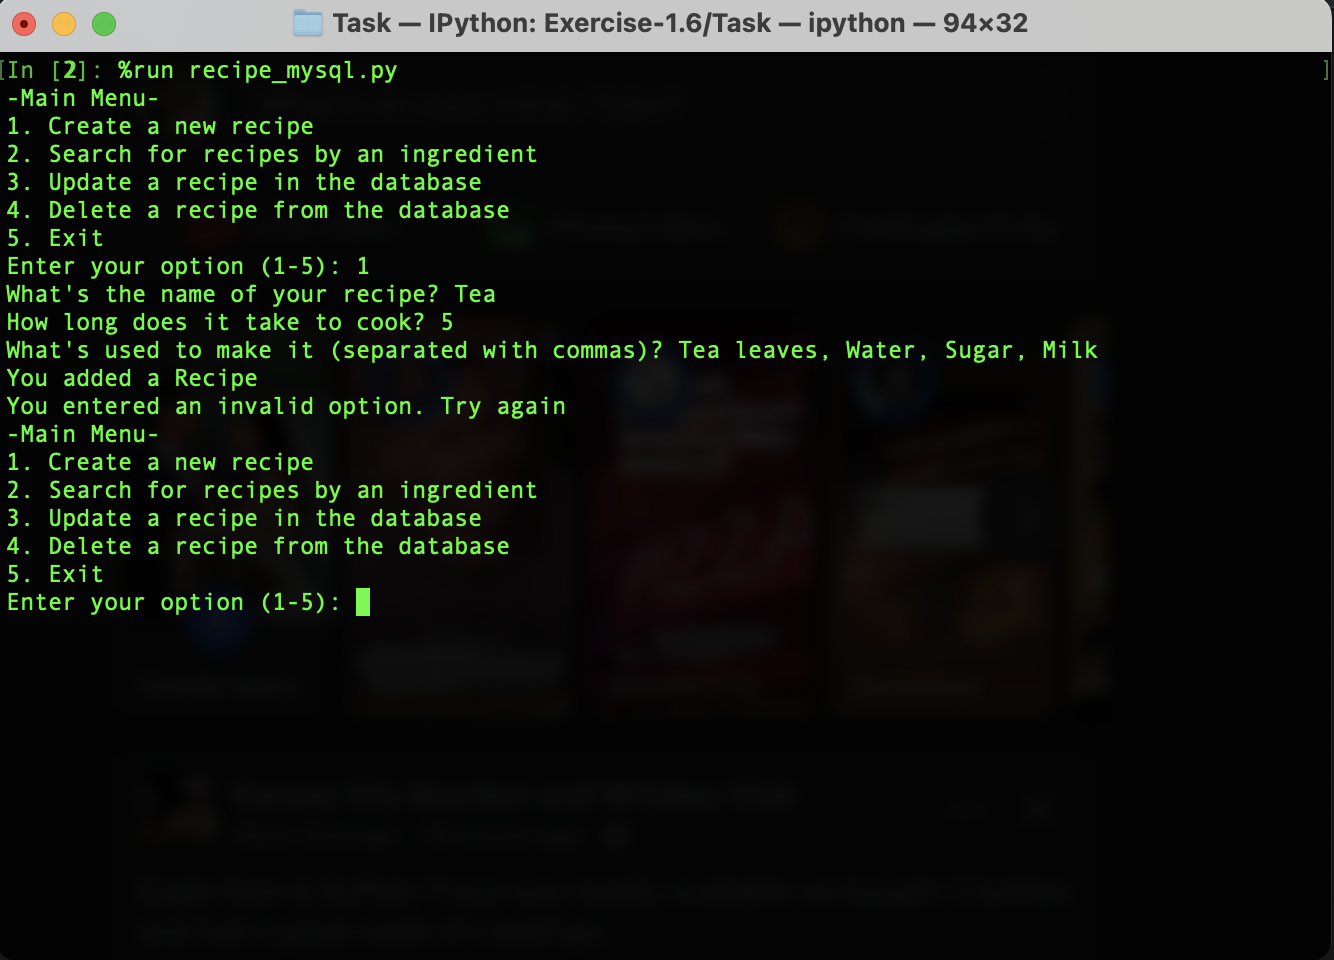 Task — IPython: Exercise-1.6/Task — ipython — 94×32
[In [2]: %run recipe_mysql.py ]
-Main Menu-
1. Create a new recipe
2. Search for recipes by an ingredient
3. Update a recipe in the database
4. Delete a recipe from the database
5. Exit
Enter your option (1-5): 1
What's the name of your recipe? Tea
How long does it take to cook? 5
What's used to make it (separated with commas)? Tea leaves, Water, Sugar, Milk
You added a Recipe
You entered an invalid option. Try again
-Main Menu-
1. Create a new recipe
2. Search for recipes by an ingredient
3. Update a recipe in the database
4. Delete a recipe from the database
5. Exit
Enter your option (1-5):